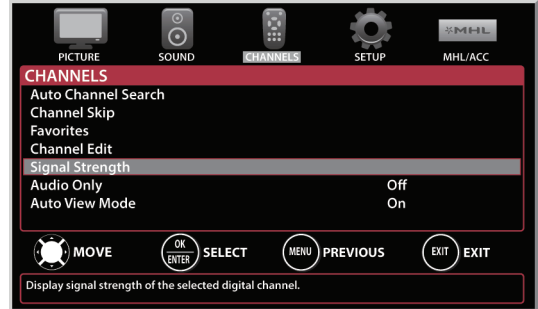 MHL
PICTURE SOUND CHANNELS SETUP MHL/ACC
CHANNELS
Auto Channel Search
Channel Skip
Favorites
Channel Edit
Signal Strength
Audio Only Off
Auto View Mode On
MOVE OK ENTER SELECT MENU PREVIOUS EXIT EXIT
Display signal strength of the selected digital channel.